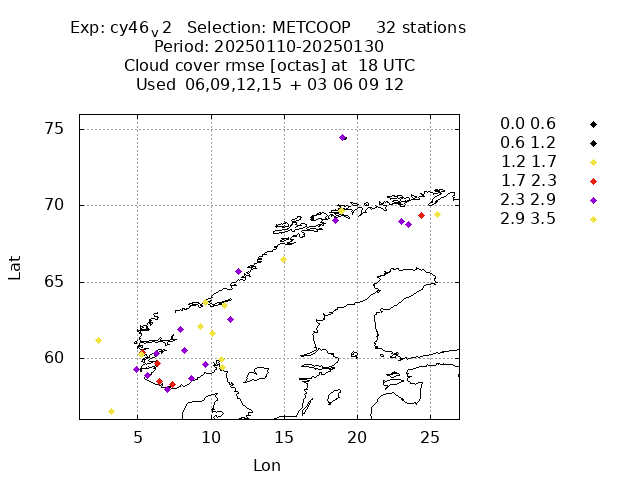 Exp: cy46v2 Selection: METCOOP 32 stations
Period: 20250110-20250130
Cloud cover rmse [octas] at 18 UTC
Used 06,09,12,15 + 03 06 09 12
0.0 0.6
0.6 1.2
1.2 1.7
1.7 2.3
2.3 2.9
2.9 3.5
75
70
65
60
Lat
5 10 15 20 25
Lon